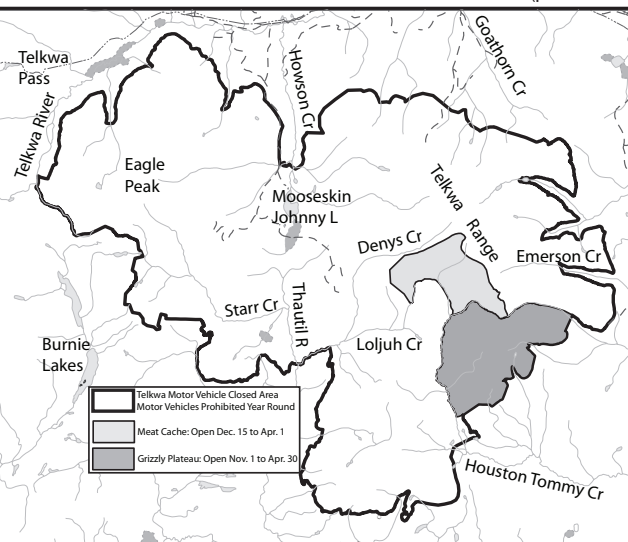 Telkwa
Pass
Howson Cr
Goathorn Cr
Telkwa River
Eagle
Peak
Telkwa Range
Mooseskin
Johnny L
Denys Cr
Emerson Cr
Starr Cr
Thautil R
Burnie
Lakes
Loljuh Cr
Telkwa Motor Vehicle Closed Area
Motor Vehicles Prohibited Year Round
Meat Cache: Open Dec. 15 to Apr. 1
Grizzly Plateau: Open Nov. 1 to Apr. 30
Houston Tommy Cr